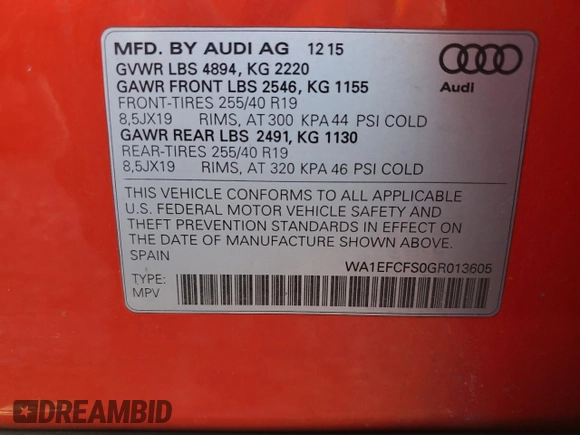 MFD. BY AUDI AG 12 15
GVWR LBS 4894, KG 2220
GAWR FRONT LBS 2546, KG 1155
FRONT-TIRES 255/40 R19
8,5JX19 RIMS, AT 300 KPA 44 PSI COLD
GAWR REAR LBS 2491, KG 1130
REAR-TIRES 255/40 R19
8,5JX19 RIMS, AT 320 KPA 46 PSI COLD
Audi
THIS VEHICLE CONFORMS TO ALL APPLICABLE
U.S. FEDERAL MOTOR VEHICLE SAFETY AND
THEFT PREVENTION STANDARDS IN EFFECT ON
THE DATE OF MANUFACTURE SHOWN ABOVE.
SPAIN
WA1EFCFS0GR013605
TYPE:
MPV
DREAMBID